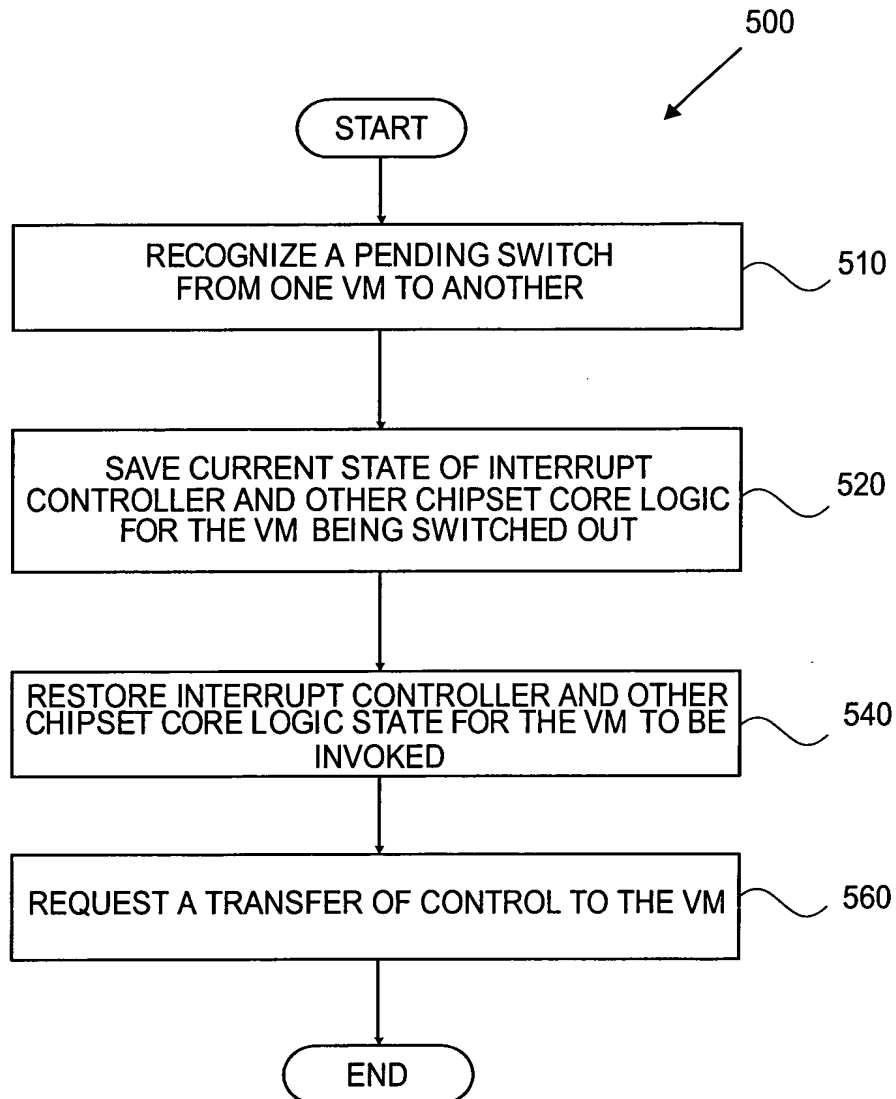 500
START
RECOGNIZE A PENDING SWITCH
FROM ONE VM TO ANOTHER
510
SAVE CURRENT STATE OF INTERRUPT
CONTROLLER AND OTHER CHIPSET CORE LOGIC
FOR THE VM BEING SWITCHED OUT
520
RESTORE INTERRUPT CONTROLLER AND OTHER
CHIPSET CORE LOGIC STATE FOR THE VM TO BE
INVOKED
540
REQUEST A TRANSFER OF CONTROL TO THE VM
560
END